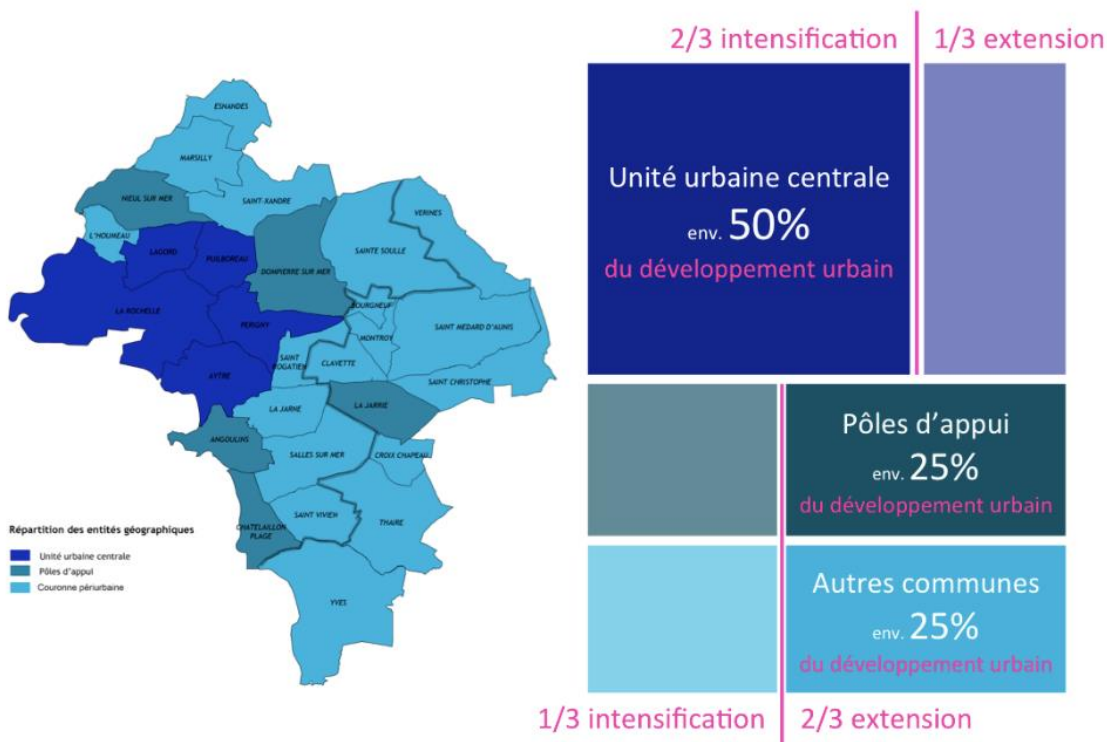 2/3 intensification
1/3 extension
Unité urbaine centrale
env. 50%
du développement urbain
Pôles d'appui
env. 25%
du développement urbain
Autres communes
env. 25%
du développement urbain
1/3 intensification
2/3 extension
ESNANDES
MARSILLY
NIEUL SUR MER
SAINT-XANDRE
L'HOUMEAU
LAGORD
PUILBOREAU
DOMPIERRE SUR MER
SAINTE SOULLE
VERINES
LA ROCHELLE
PERIGNY
BOURGNEUF
MONTROY
SAINT MEDARD D'AUNIS
AYTRE
SAINT
ROGATIEN
CLAVETTE
SAINT CHRISTOPHE
LA JARNE
LA JARRIE
ANGOULINS
SALLES SUR MER
CROIX CHAPEAU
CHATELAILLON
PLAGE
SAINT VIVIEN
THAIRE
YVES
Répartition des entités géographiques
Unité urbaine centrale
Pôles d'appui
Couronne périurbaine